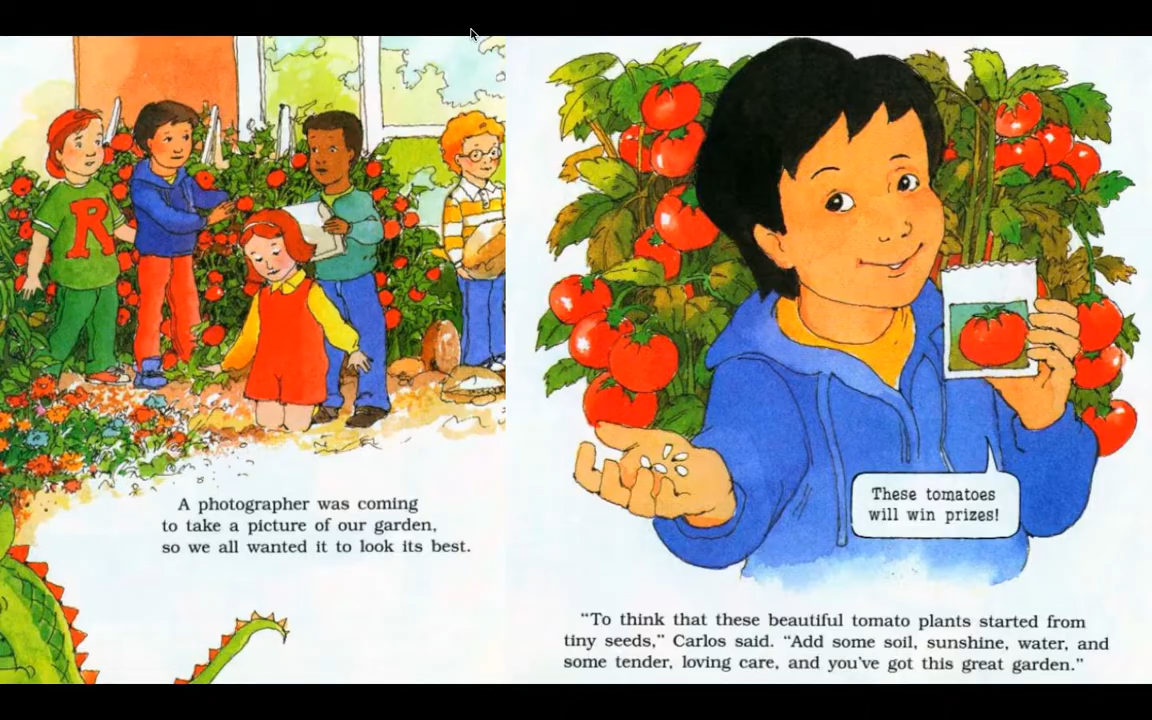 R
A photographer was coming
to take a picture of our garden,
so we all wanted it to look its best.
These tomatoes
will win prizes!
“To think that these beautiful tomato plants started from
tiny seeds,” Carlos said. “Add some soil, sunshine, water, and
some tender, loving care, and you’ve got this great garden.”